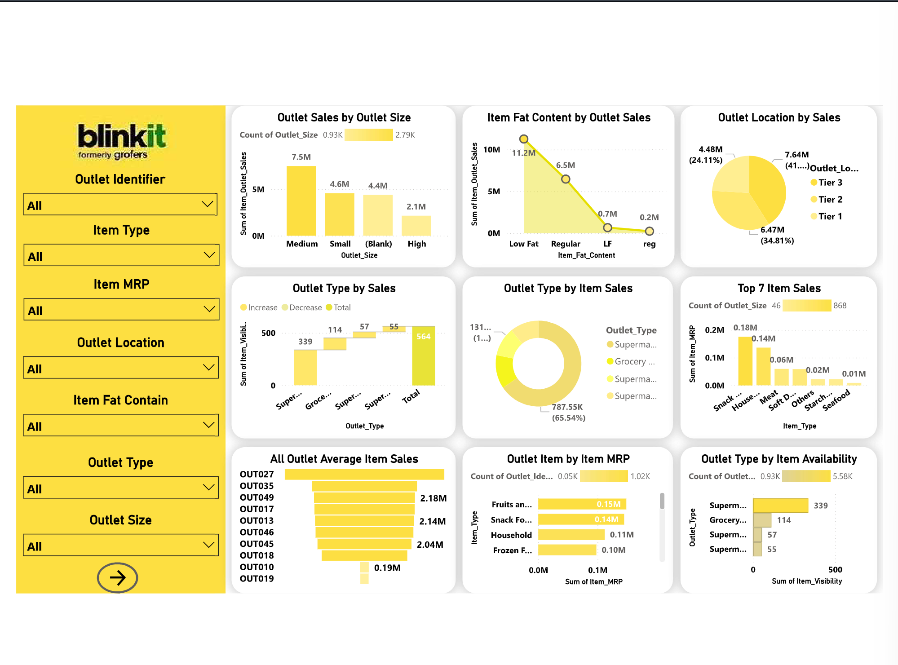 blinkit
formerly grofers
Outlet Identifier
All
Item Type
All
Item MRP
All
Outlet Location
All
Item Fat Contain
All
Outlet Type
All
Outlet Size
All
Outlet Sales by Outlet Size
Count of Outlet_Size 0.93K 2.79K
Sum of Item_Outlet_Sales
5M
0M
7.5M
4.6M
4.4M
2.1M
Medium Small (Blank) High
Outlet_Size
Item Fat Content by Outlet Sales
Sum of Item_Outlet_Sales
10M
5M
0M
11.2M
6.5M
0.7M
0.2M
Low Fat Regular LF reg
Item_Fat_Content
Outlet Location by Sales
4.48M
(24.11%)
7.64M
(41....)
6.47M
(34.81%)
Outlet_Lo...
Tier 3
Tier 2
Tier 1
Outlet Type by Sales
Increase Decrease Total
Sum of Item_Visibi...
500
0
339
114
57
55
564
Super... Groce... Super... Super... Total
Outlet_Type
Outlet Type by Item Sales
131...
(1...)
787.55K
(65.54%)
Outlet_Type
Superma...
Grocery ...
Superma...
Superma...
Top 7 Item Sales
Count of Outlet_Size 46 868
Sum of Item_MRP
0.2M
0.1M
0.0M
0.18M
0.14M
0.06M
0.02M
0.01M
Snack ... House... Meat Soft D... Others Starch... Seafood
Item_Type
All Outlet Average Item Sales
OUT027
OUT035
OUT049 2.18M
OUT017
OUT013 2.14M
OUT046
OUT045 2.04M
OUT018
OUT010 0.19M
OUT019
Outlet Item by Item MRP
Count of Outlet_Ide... 0.05K 1.02K
Item_Type
Fruits an... 0.15M
Snack Fo... 0.14M
Household 0.11M
Frozen F... 0.10M
0.0M 0.1M
Sum of Item_MRP
Outlet Type by Item Availability
Count of Outlet... 0.93K 5.58K
Outlet_Type
Superm... 339
Grocery... 114
Superm... 57
Superm... 55
0 500
Sum of Item_Visibility